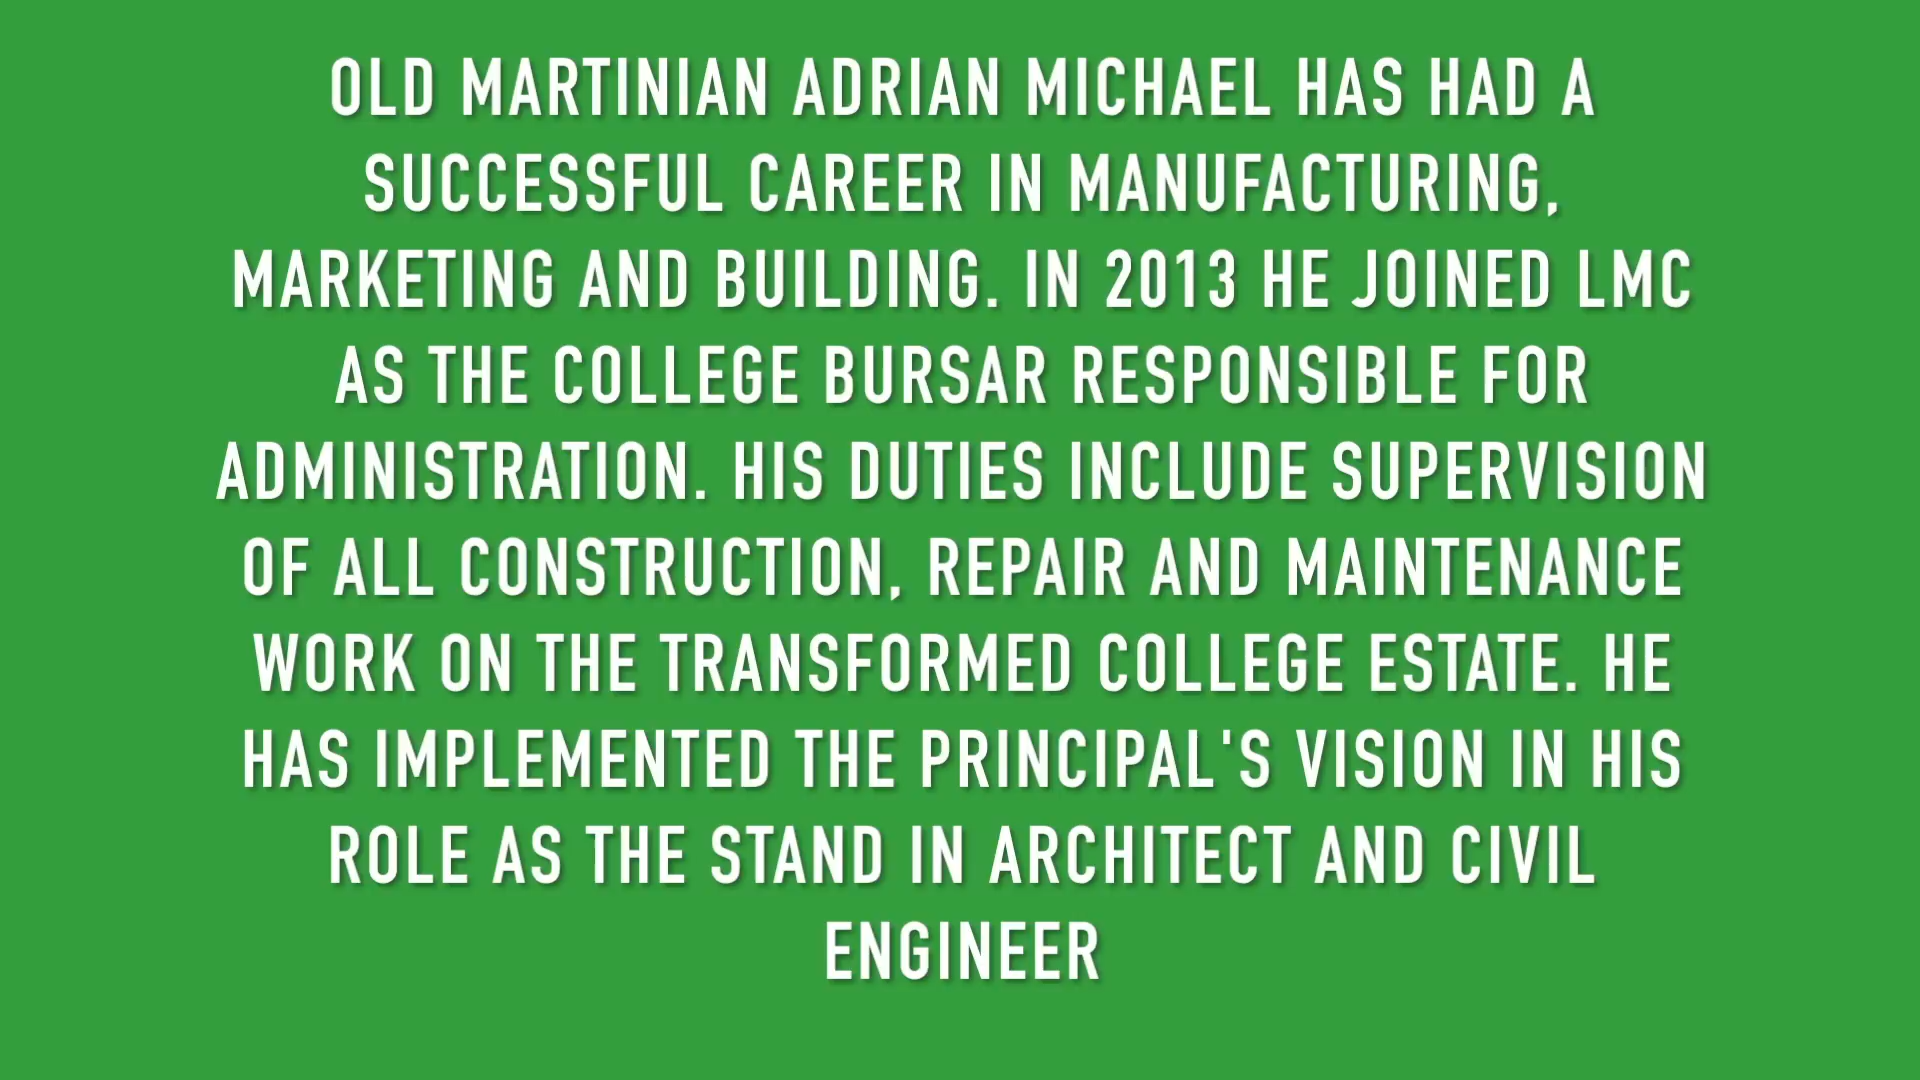 OLD MARTINIAN ADRIAN MICHAEL HAS HAD A
SUCCESSFUL CAREER IN MANUFACTURING,
MARKETING AND BUILDING. IN 2013 HE JOINED LMC
AS THE COLLEGE BURSAR RESPONSIBLE FOR
ADMINISTRATION. HIS DUTIES INCLUDE SUPERVISION
OF ALL CONSTRUCTION, REPAIR AND MAINTENANCE
WORK ON THE TRANSFORMED COLLEGE ESTATE. HE
HAS IMPLEMENTED THE PRINCIPAL'S VISION IN HIS
ROLE AS THE STAND IN ARCHITECT AND CIVIL
ENGINEER